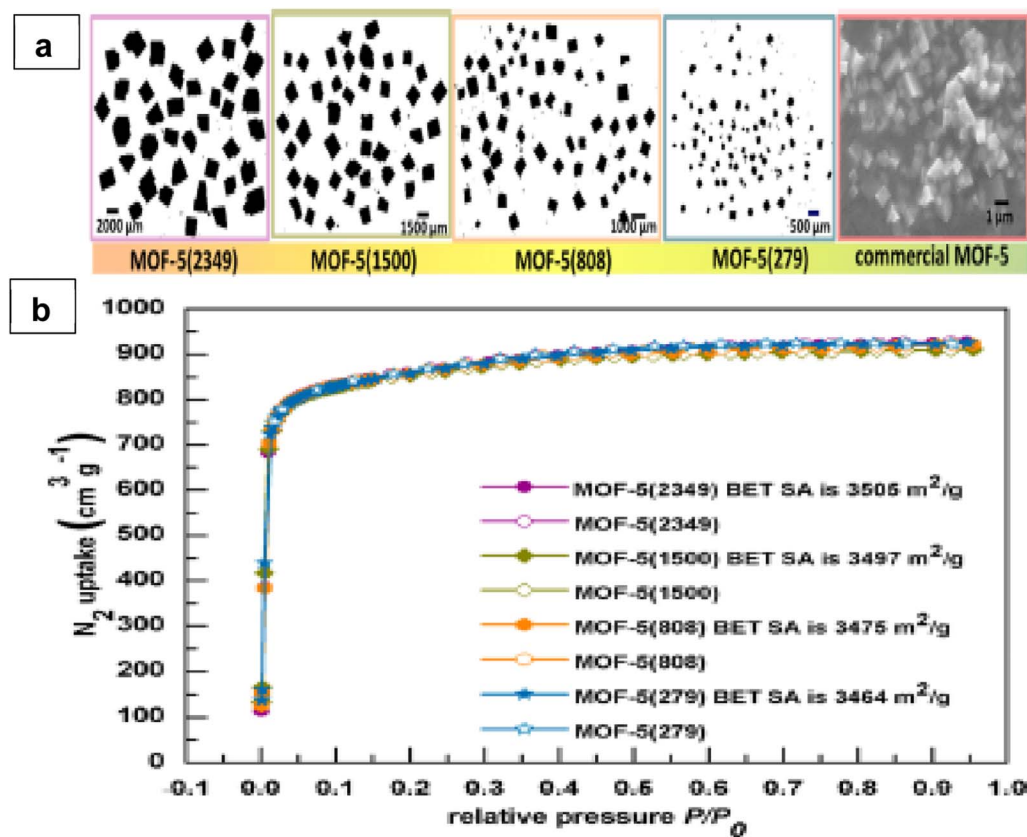 a
2000 µm
1500 µm
1000 µm
500 µm
1 µm
MOF-5(2349)
MOF-5(1500)
MOF-5(808)
MOF-5(279)
commercial MOF-5
b
1000
900
800
700
600
500
400
300
200
100
0
N2 uptake (cm3 g-1)
MOF-5(2349) BET SA is 3505 m2/g
MOF-5(2349)
MOF-5(1500) BET SA is 3497 m2/g
MOF-5(1500)
MOF-5(808) BET SA is 3475 m2/g
MOF-5(808)
MOF-5(279) BET SA is 3464 m2/g
MOF-5(279)
-0.1 0.0 0.1 0.2 0.3 0.4 0.5 0.6 0.7 0.8 0.9 1.0
relative pressure P/P0